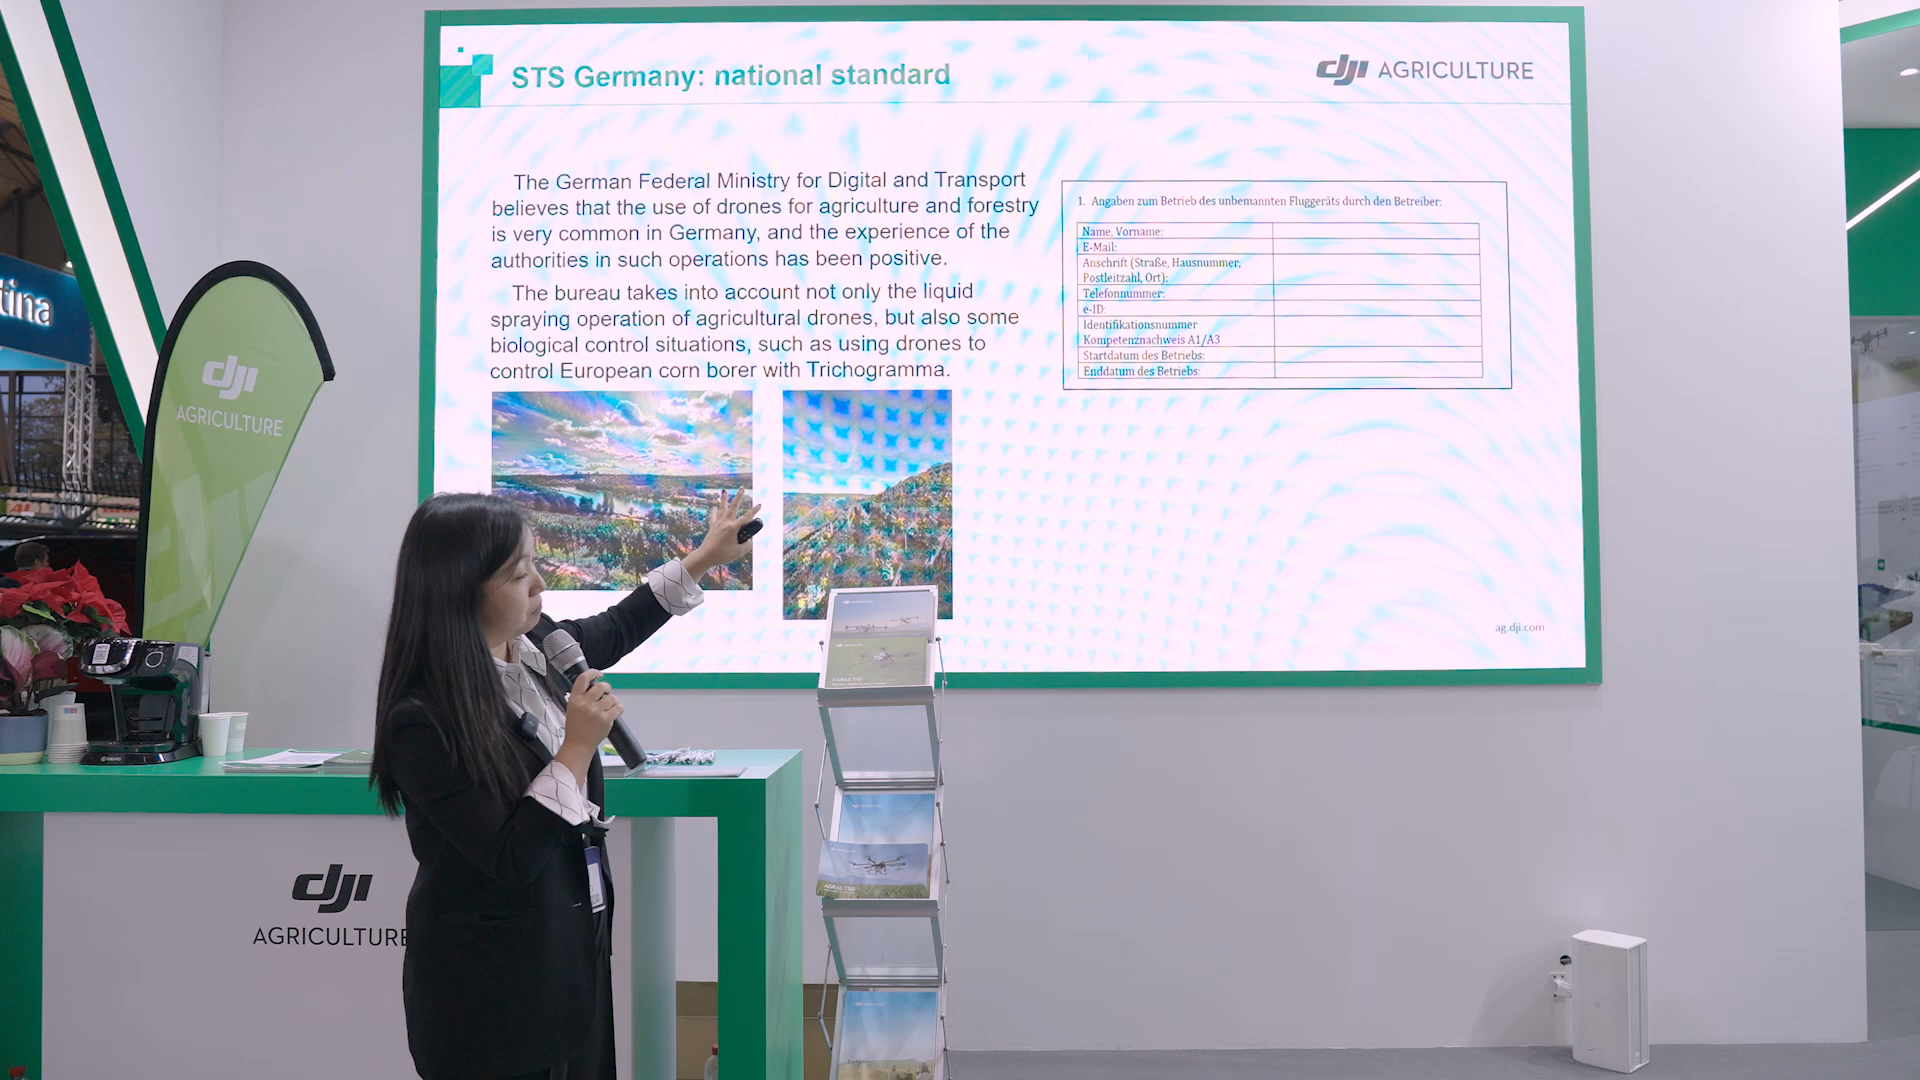 STS Germany: national standard
dji AGRICULTURE
The German Federal Ministry for Digital and Transport
believes that the use of drones for agriculture and forestry
is very common in Germany, and the experience of the
authorities in such operations has been positive.
The bureau takes into account not only the liquid
spraying operation of agricultural drones, but also some
biological control situations, such as using drones to
control European corn borer with Trichogramma.
1. Angaben zum Betrieb des unbemannten Fluggeräts durch den Betreiber:
Name, Vorname:
E-Mail:
Anschrift (Straße, Hausnummer,
Postleitzahl, Ort):
Telefonnummer:
e-ID:
Identifikationsnummer
Kompetenznachweis A1/A3
Startdatum des Betriebs:
Enddatum des Betriebs:
ag.dji.com
tina
dji
AGRICULTURE
dji
AGRICULTURE
AGRAS T30